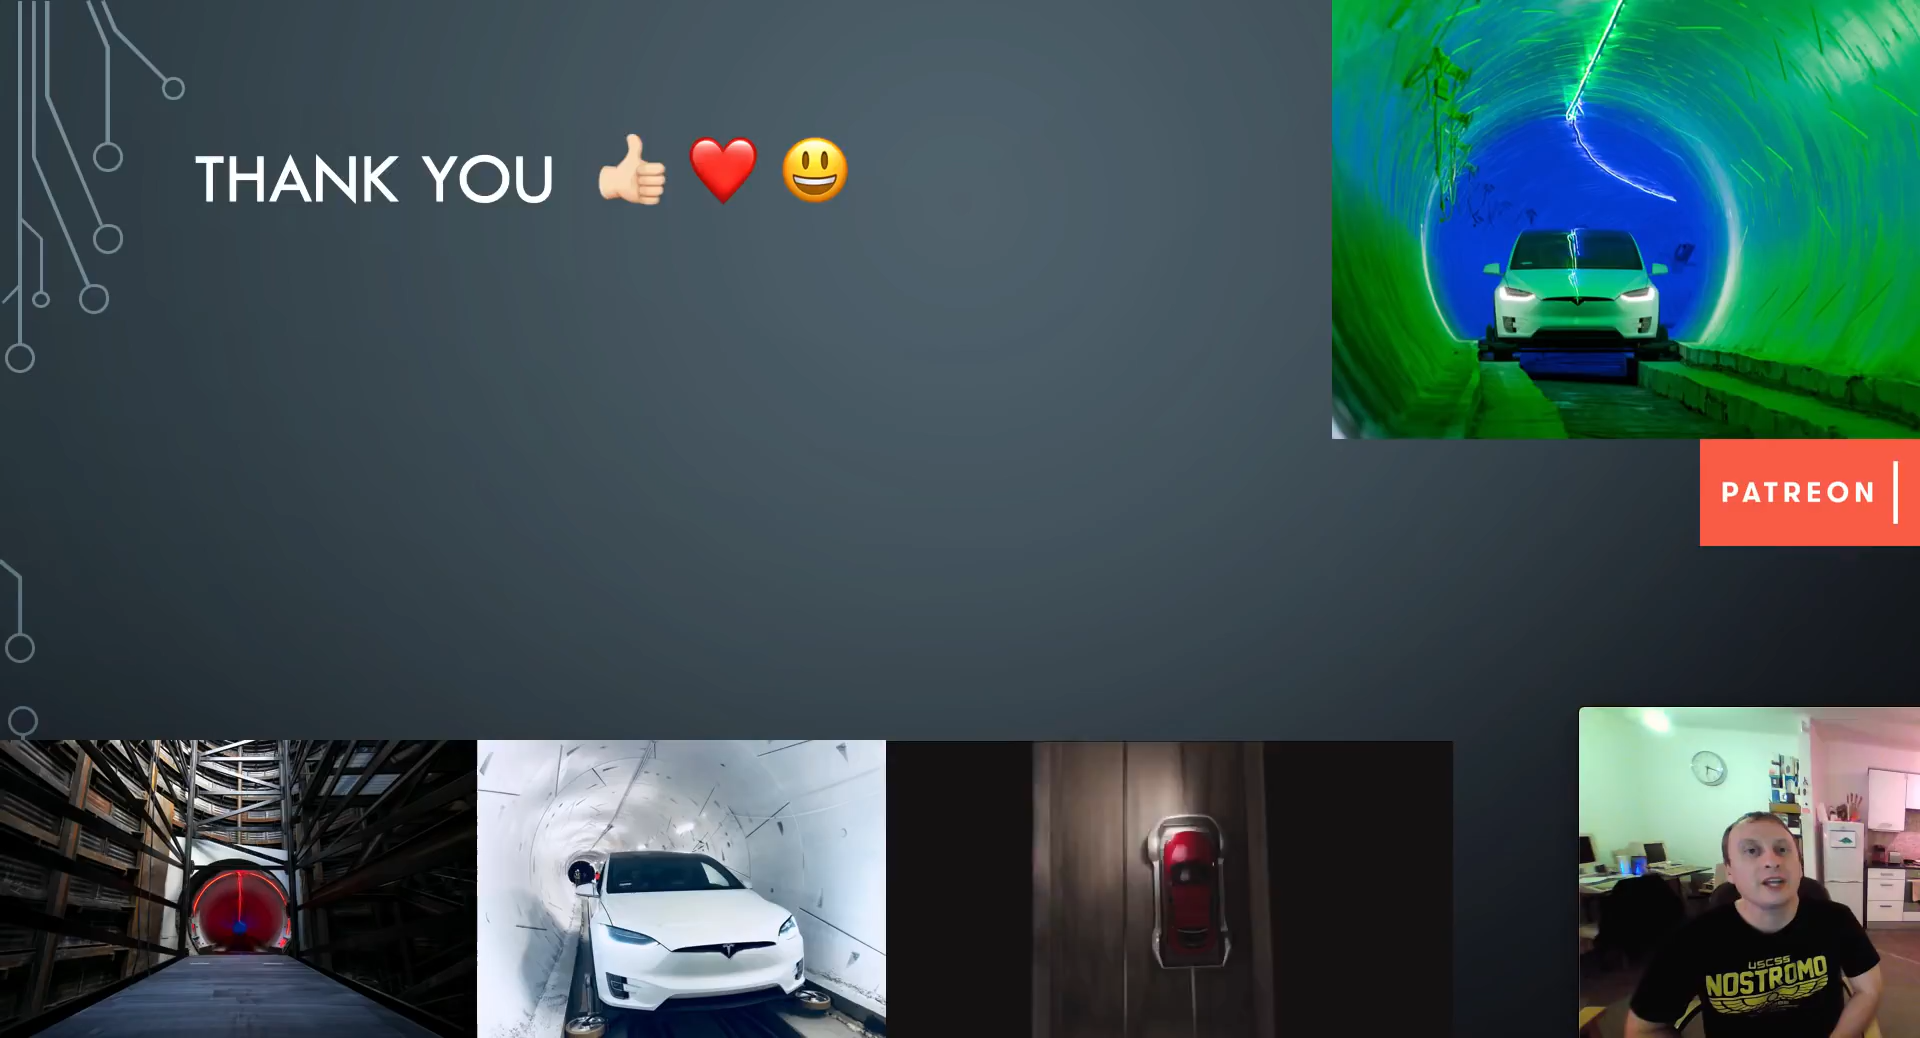 THANK YOU 👍🏻 ❤️ 😃
PATREON
USCSS
NOSTROMO